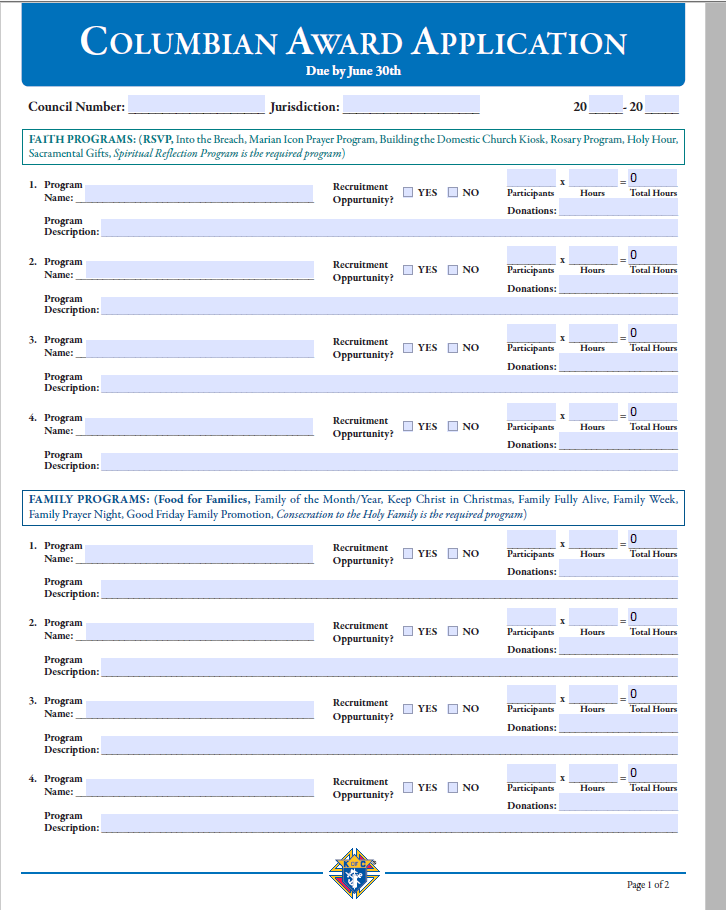 COLUMBIAN AWARD APPLICATION
Due by June 30th
Council Number: Jurisdiction: 20 - 20
FAITH PROGRAMS: (RSVP, Into the Breach, Marian Icon Prayer Program, Building the Domestic Church Kiosk, Rosary Program, Holy Hour,
Sacramental Gifts, Spiritual Reflection Program is the required program)
1. Program Name: Recruitment Oppurtunity? YES NO x = 0
Participants Hours Total Hours
Donations:
Program Description:
2. Program Name: Recruitment Oppurtunity? YES NO x = 0
Participants Hours Total Hours
Donations:
Program Description:
3. Program Name: Recruitment Oppurtunity? YES NO x = 0
Participants Hours Total Hours
Donations:
Program Description:
4. Program Name: Recruitment Oppurtunity? YES NO x = 0
Participants Hours Total Hours
Donations:
Program Description:
FAMILY PROGRAMS: (Food for Families, Family of the Month/Year, Keep Christ in Christmas, Family Fully Alive, Family Week,
Family Prayer Night, Good Friday Family Promotion, Consecration to the Holy Family is the required program)
1. Program Name: Recruitment Oppurtunity? YES NO x = 0
Participants Hours Total Hours
Donations:
Program Description:
2. Program Name: Recruitment Oppurtunity? YES NO x = 0
Participants Hours Total Hours
Donations:
Program Description:
3. Program Name: Recruitment Oppurtunity? YES NO x = 0
Participants Hours Total Hours
Donations:
Program Description:
4. Program Name: Recruitment Oppurtunity? YES NO x = 0
Participants Hours Total Hours
Donations:
Program Description:
K OF C
Page 1 of 2